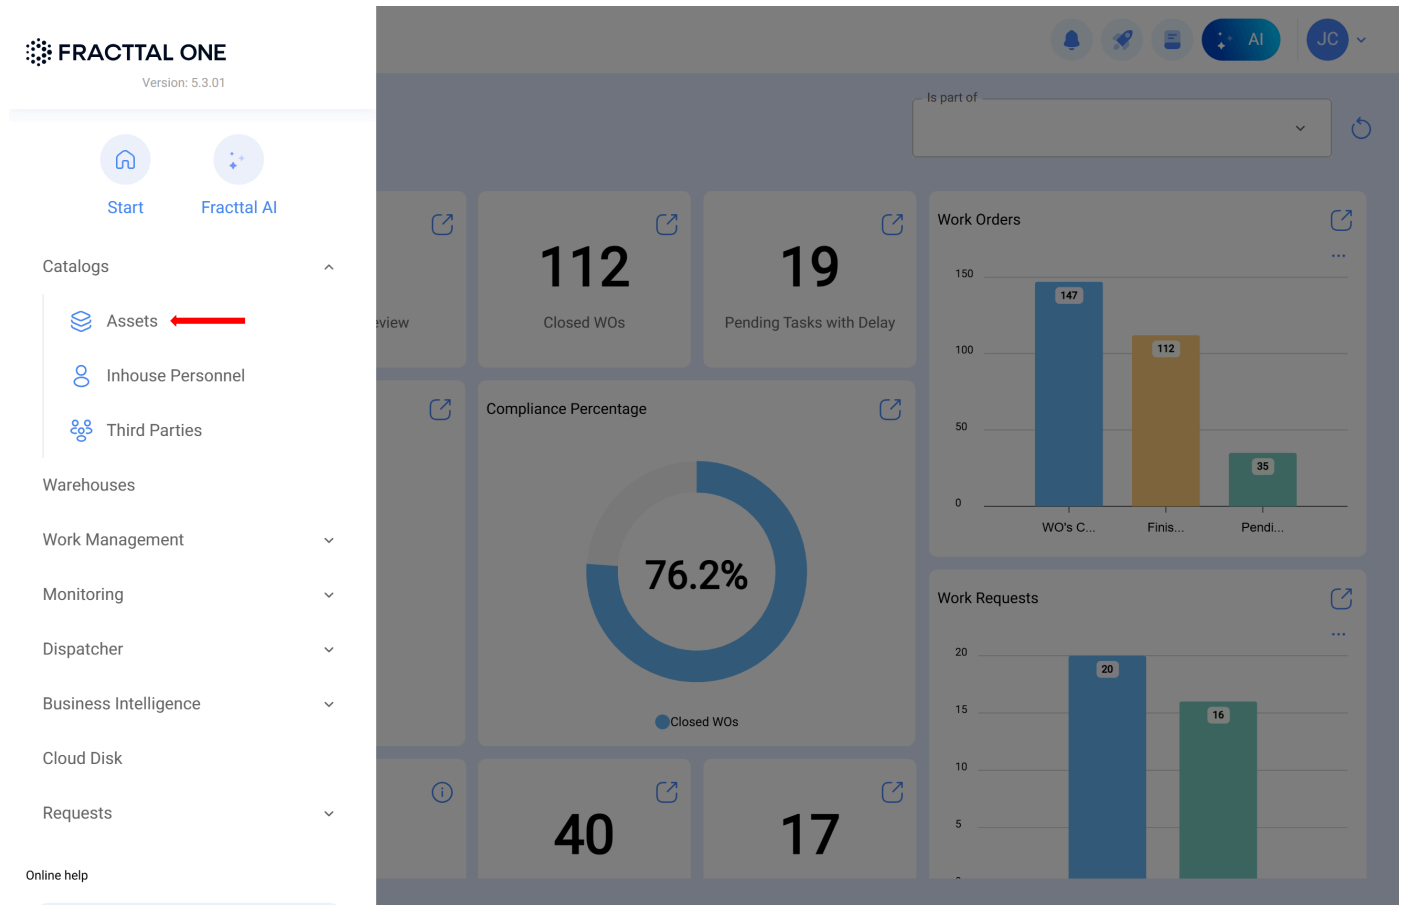 FRACTTAL ONE
Version: 5.3.01
Start
Fracttal AI
Catalogs
Assets
Inhouse Personnel
Third Parties
Warehouses
Work Management
Monitoring
Dispatcher
Business Intelligence
Cloud Disk
Requests
Online help
AI
JC
Is part of
112
Closed WOs
19
Pending Tasks with Delay
Compliance Percentage
76.2%
Closed WOs
40
17
Work Orders
150
100
50
0
147
112
35
WO's C...
Finis...
Pendi...
Work Requests
20
15
10
5
20
16